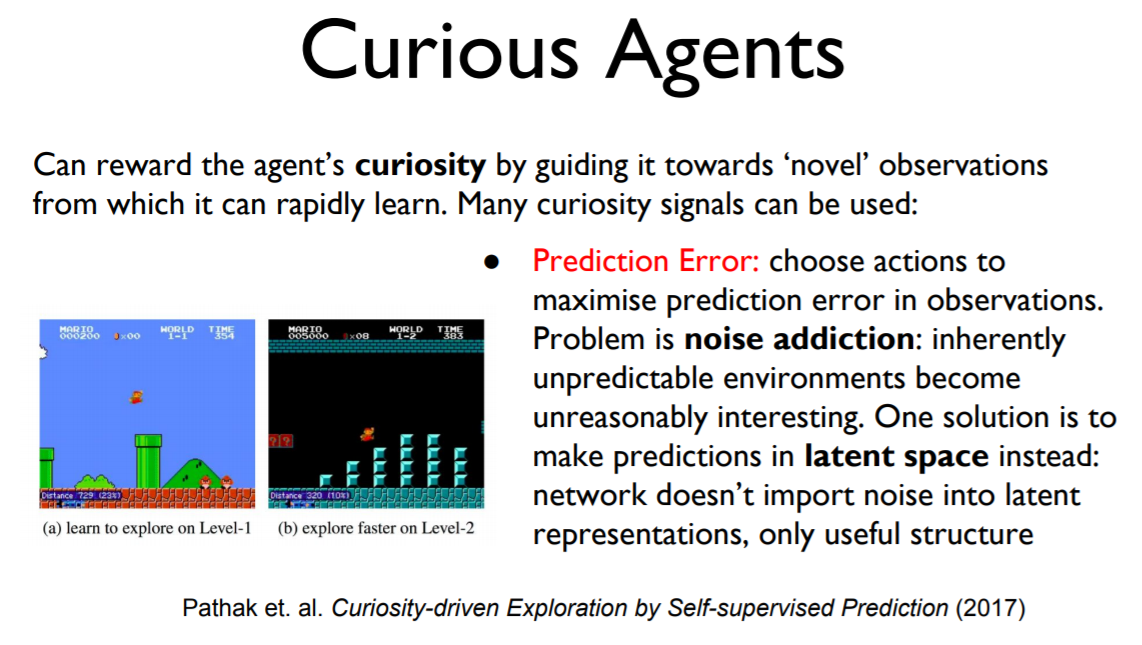 Curious Agents
Can reward the agent's curiosity by guiding it towards 'novel' observations
from which it can rapidly learn. Many curiosity signals can be used:
● Prediction Error: choose actions to
maximise prediction error in observations.
Problem is noise addiction: inherently
unpredictable environments become
unreasonably interesting. One solution is to
make predictions in latent space instead:
network doesn't import noise into latent
representations, only useful structure
MARIO WORLD TIME
000200 x00 1-1 354
Distance 729 (23%)
(a) learn to explore on Level-1
MARIO WORLD TIME
005000 x08 1-2 383
? ?
Distance 320 (10%)
(b) explore faster on Level-2
Pathak et. al. Curiosity-driven Exploration by Self-supervised Prediction (2017)